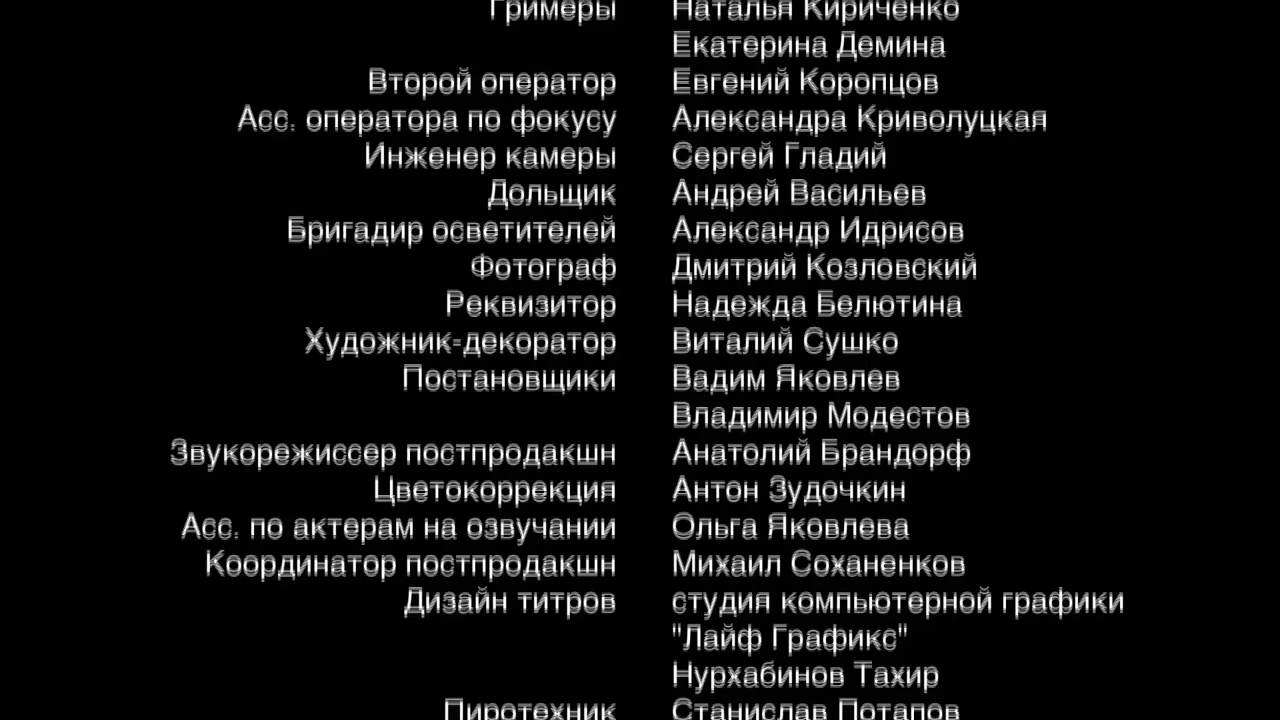 Гримеры Наталья Кириченко
Екатерина Демина
Второй оператор Евгений Коропцов
Асс. оператора по фокусу Александра Криволуцкая
Инженер камеры Сергей Гладий
Дольщик Андрей Васильев
Бригадир осветителей Александр Идрисов
Фотограф Дмитрий Козловский
Реквизитор Надежда Белютина
Художник-декоратор Виталий Сушко
Постановщики Вадим Яковлев
Владимир Модестов
Звукорежиссер постпродакшн Анатолий Брандорф
Цветокоррекция Антон Зудочкин
Асс. по актерам на озвучании Ольга Яковлева
Координатор постпродакшн Михаил Соханенков
Дизайн титров студия компьютерной графики
"Лайф Графикс"
Нурхабинов Тахир
Пиротехник Станислав Потапов